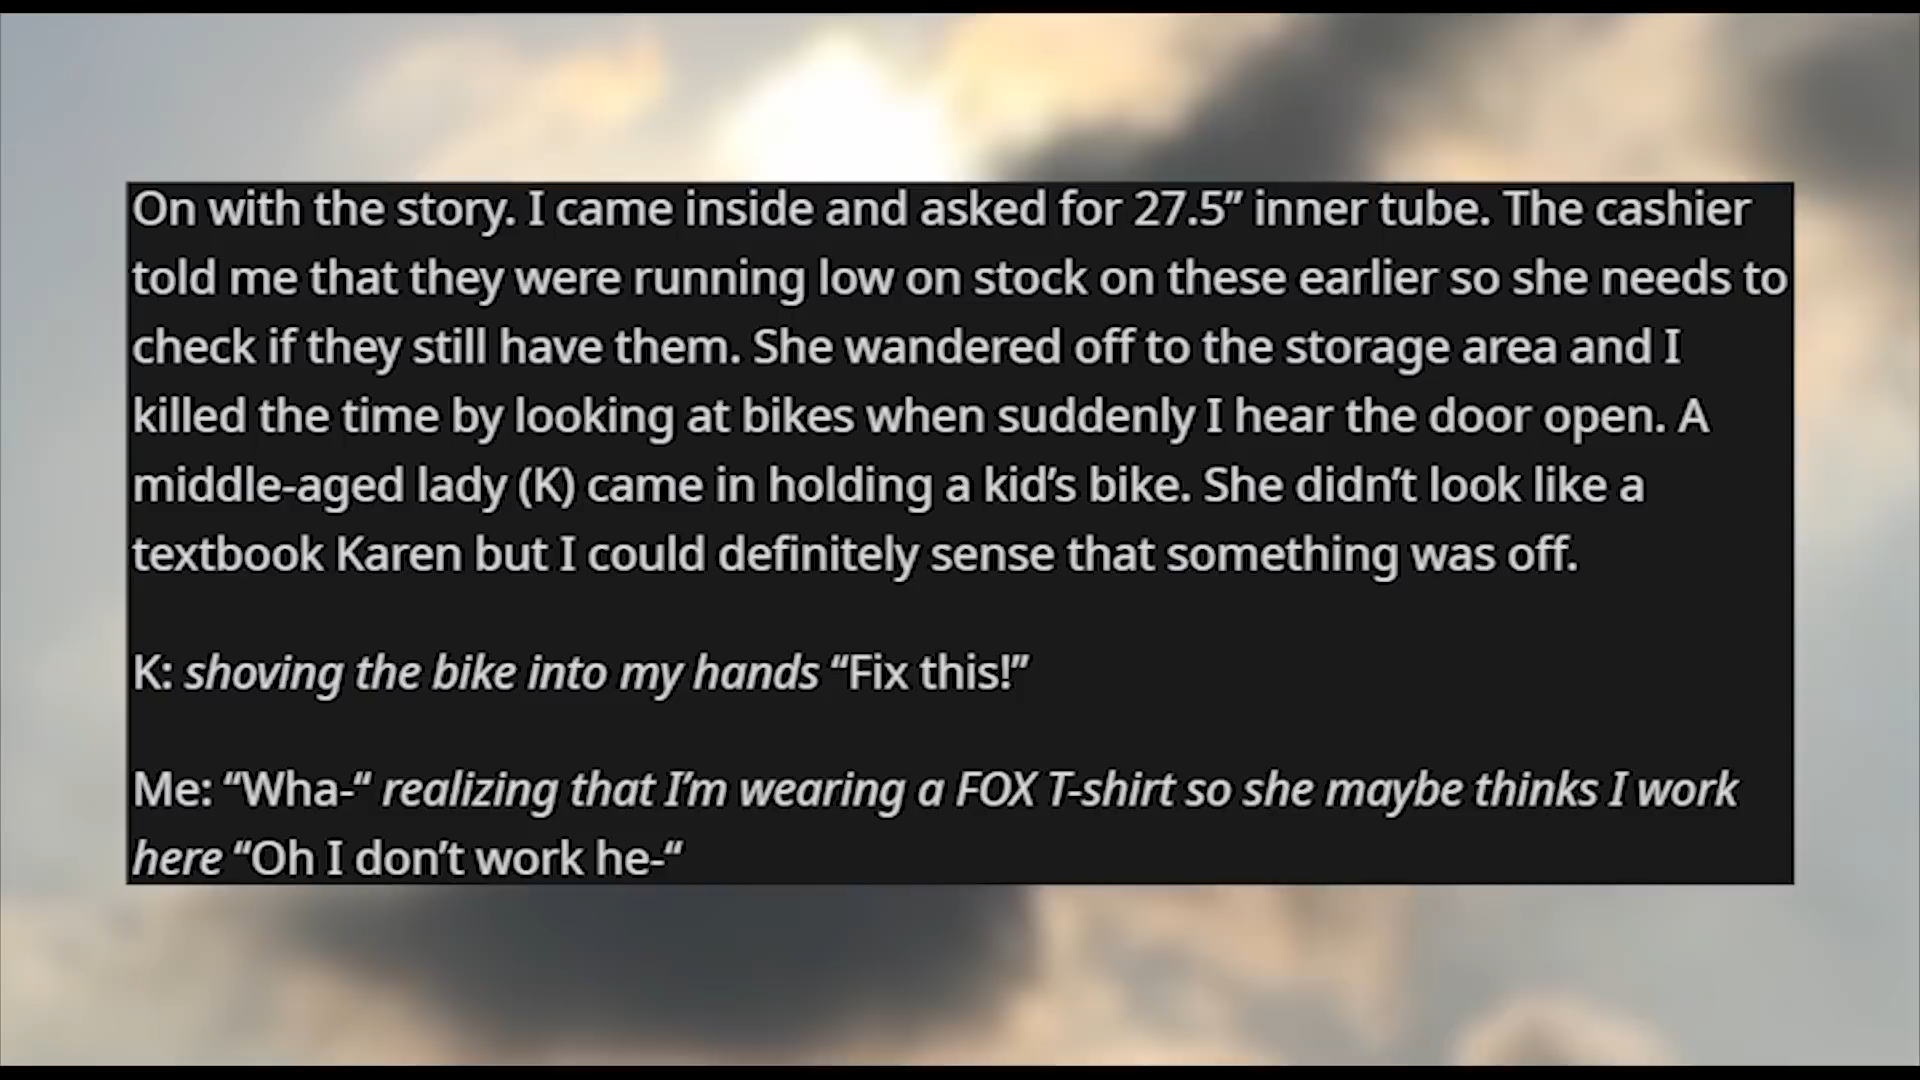 On with the story. I came inside and asked for 27.5” inner tube. The cashier
told me that they were running low on stock on these earlier so she needs to
check if they still have them. She wandered off to the storage area and I
killed the time by looking at bikes when suddenly I hear the door open. A
middle-aged lady (K) came in holding a kid’s bike. She didn’t look like a
textbook Karen but I could definitely sense that something was off.
K: shoving the bike into my hands “Fix this!”
Me: “Wha-“ realizing that I’m wearing a FOX T-shirt so she maybe thinks I work
here “Oh I don’t work he-“